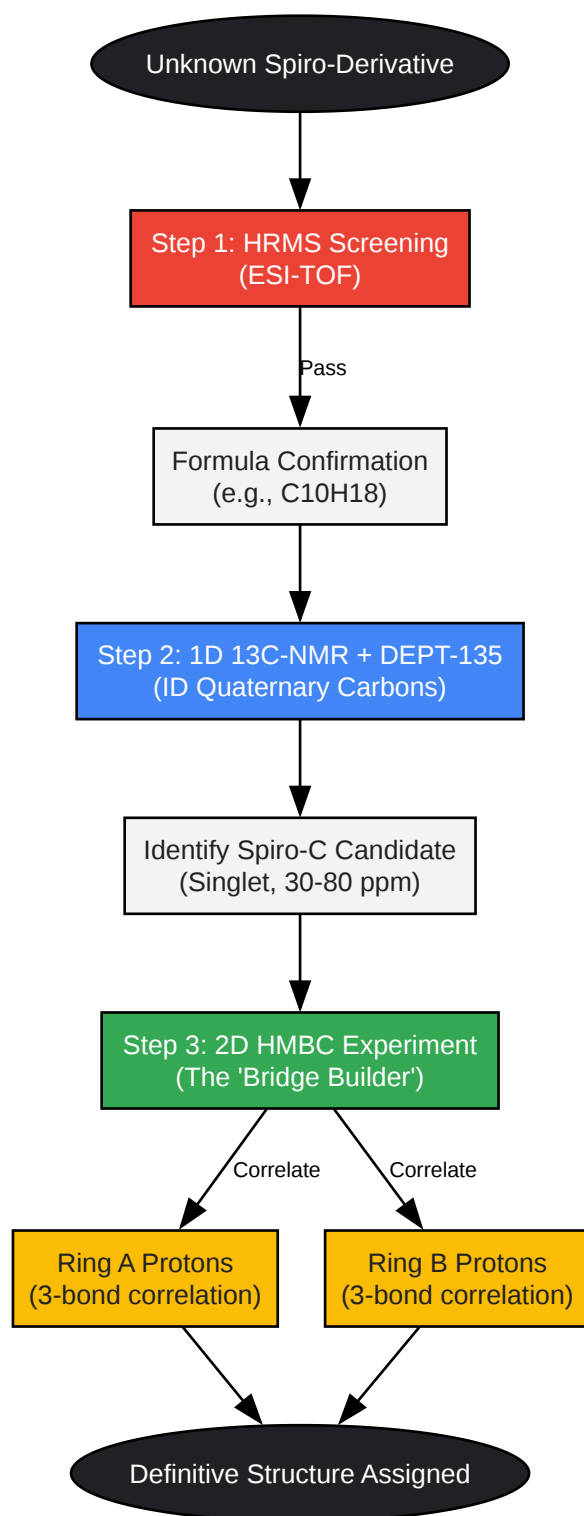 Unknown Spiro-Derivative
Step 1: HRMS Screening
(ESI-TOF)
Pass
Formula Confirmation
(e.g., C10H18)
Step 2: 1D 13C-NMR + DEPT-135
(ID Quaternary Carbons)
Identify Spiro-C Candidate
(Singlet, 30-80 ppm)
Step 3: 2D HMBC Experiment
(The 'Bridge Builder')
Correlate
Correlate
Ring A Protons
(3-bond correlation)
Ring B Protons
(3-bond correlation)
Definitive Structure Assigned